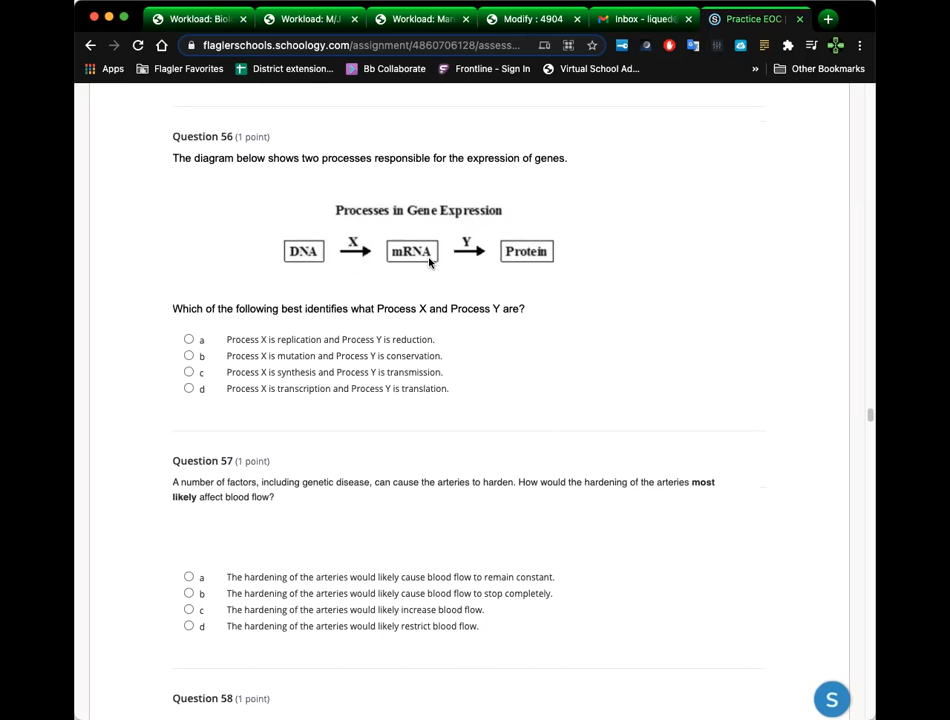 Workload: Biol
Workload: M/J
Workload: Mar
Modify : 4904
Inbox - liqued
Practice EOC
flaglerschools.schoology.com/assignment/4860706128/assess...
Apps
Flagler Favorites
District extension...
Bb Collaborate
Frontline - Sign In
Virtual School Ad...
»
Other Bookmarks
Question 56 (1 point)
The diagram below shows two processes responsible for the expression of genes.
Processes in Gene Expression
DNA X mRNA Y Protein
Which of the following best identifies what Process X and Process Y are?
a Process X is replication and Process Y is reduction.
b Process X is mutation and Process Y is conservation.
c Process X is synthesis and Process Y is transmission.
d Process X is transcription and Process Y is translation.
Question 57 (1 point)
A number of factors, including genetic disease, can cause the arteries to harden. How would the hardening of the arteries most
likely affect blood flow?
a The hardening of the arteries would likely cause blood flow to remain constant.
b The hardening of the arteries would likely cause blood flow to stop completely.
c The hardening of the arteries would likely increase blood flow.
d The hardening of the arteries would likely restrict blood flow.
Question 58 (1 point)
S